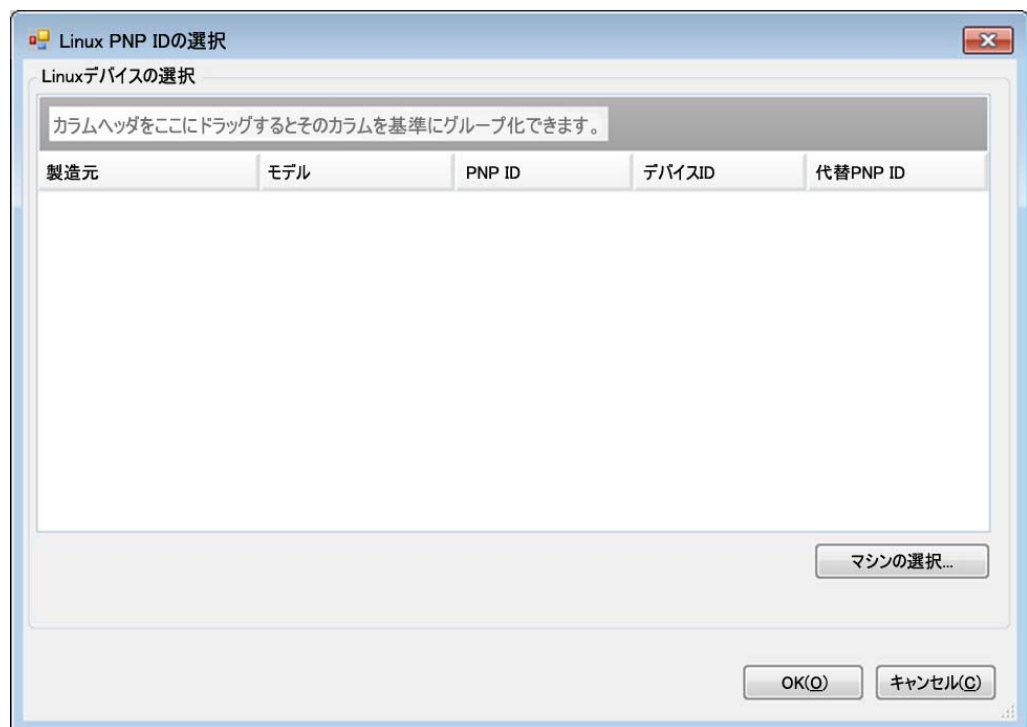 Linux PNP IDの選択
Linuxデバイスの選択
カラムヘッダをここにドラッグするとそのカラムを基準にグループ化できます。
製造元 モデル PNP ID デバイスID 代替PNP ID
マシンの選択...
OK(O) キャンセル(C)